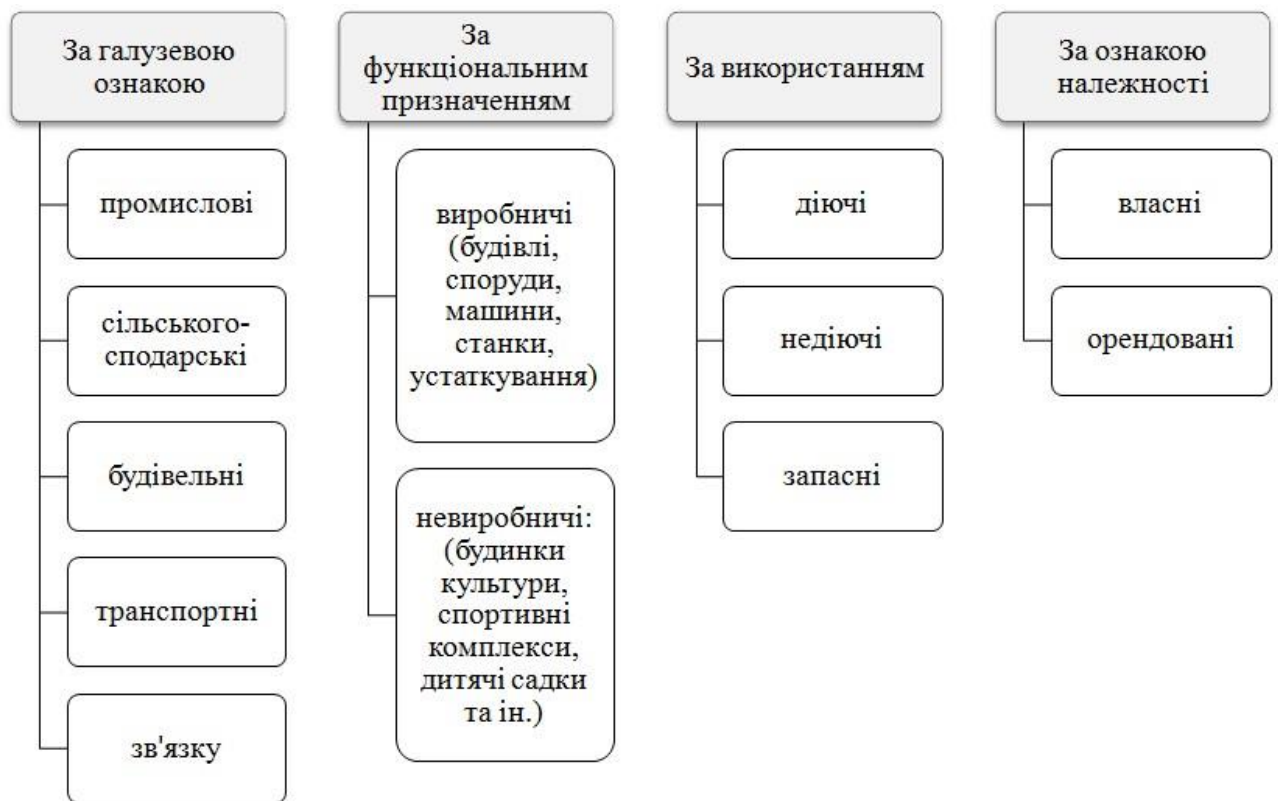 За галузевою
ознакою
промислові
сільського-
сподарські
будівельні
транспортні
зв'язку
За
функціональним
призначенням
виробничі
(будівлі,
споруди,
машини,
станки,
устаткування)
невиробничі:
(будинки
культури,
спортивні
комплекси,
дитячі садки
та ін.)
За використанням
діючі
недіючі
запасні
За ознакою
належності
власні
орендовані